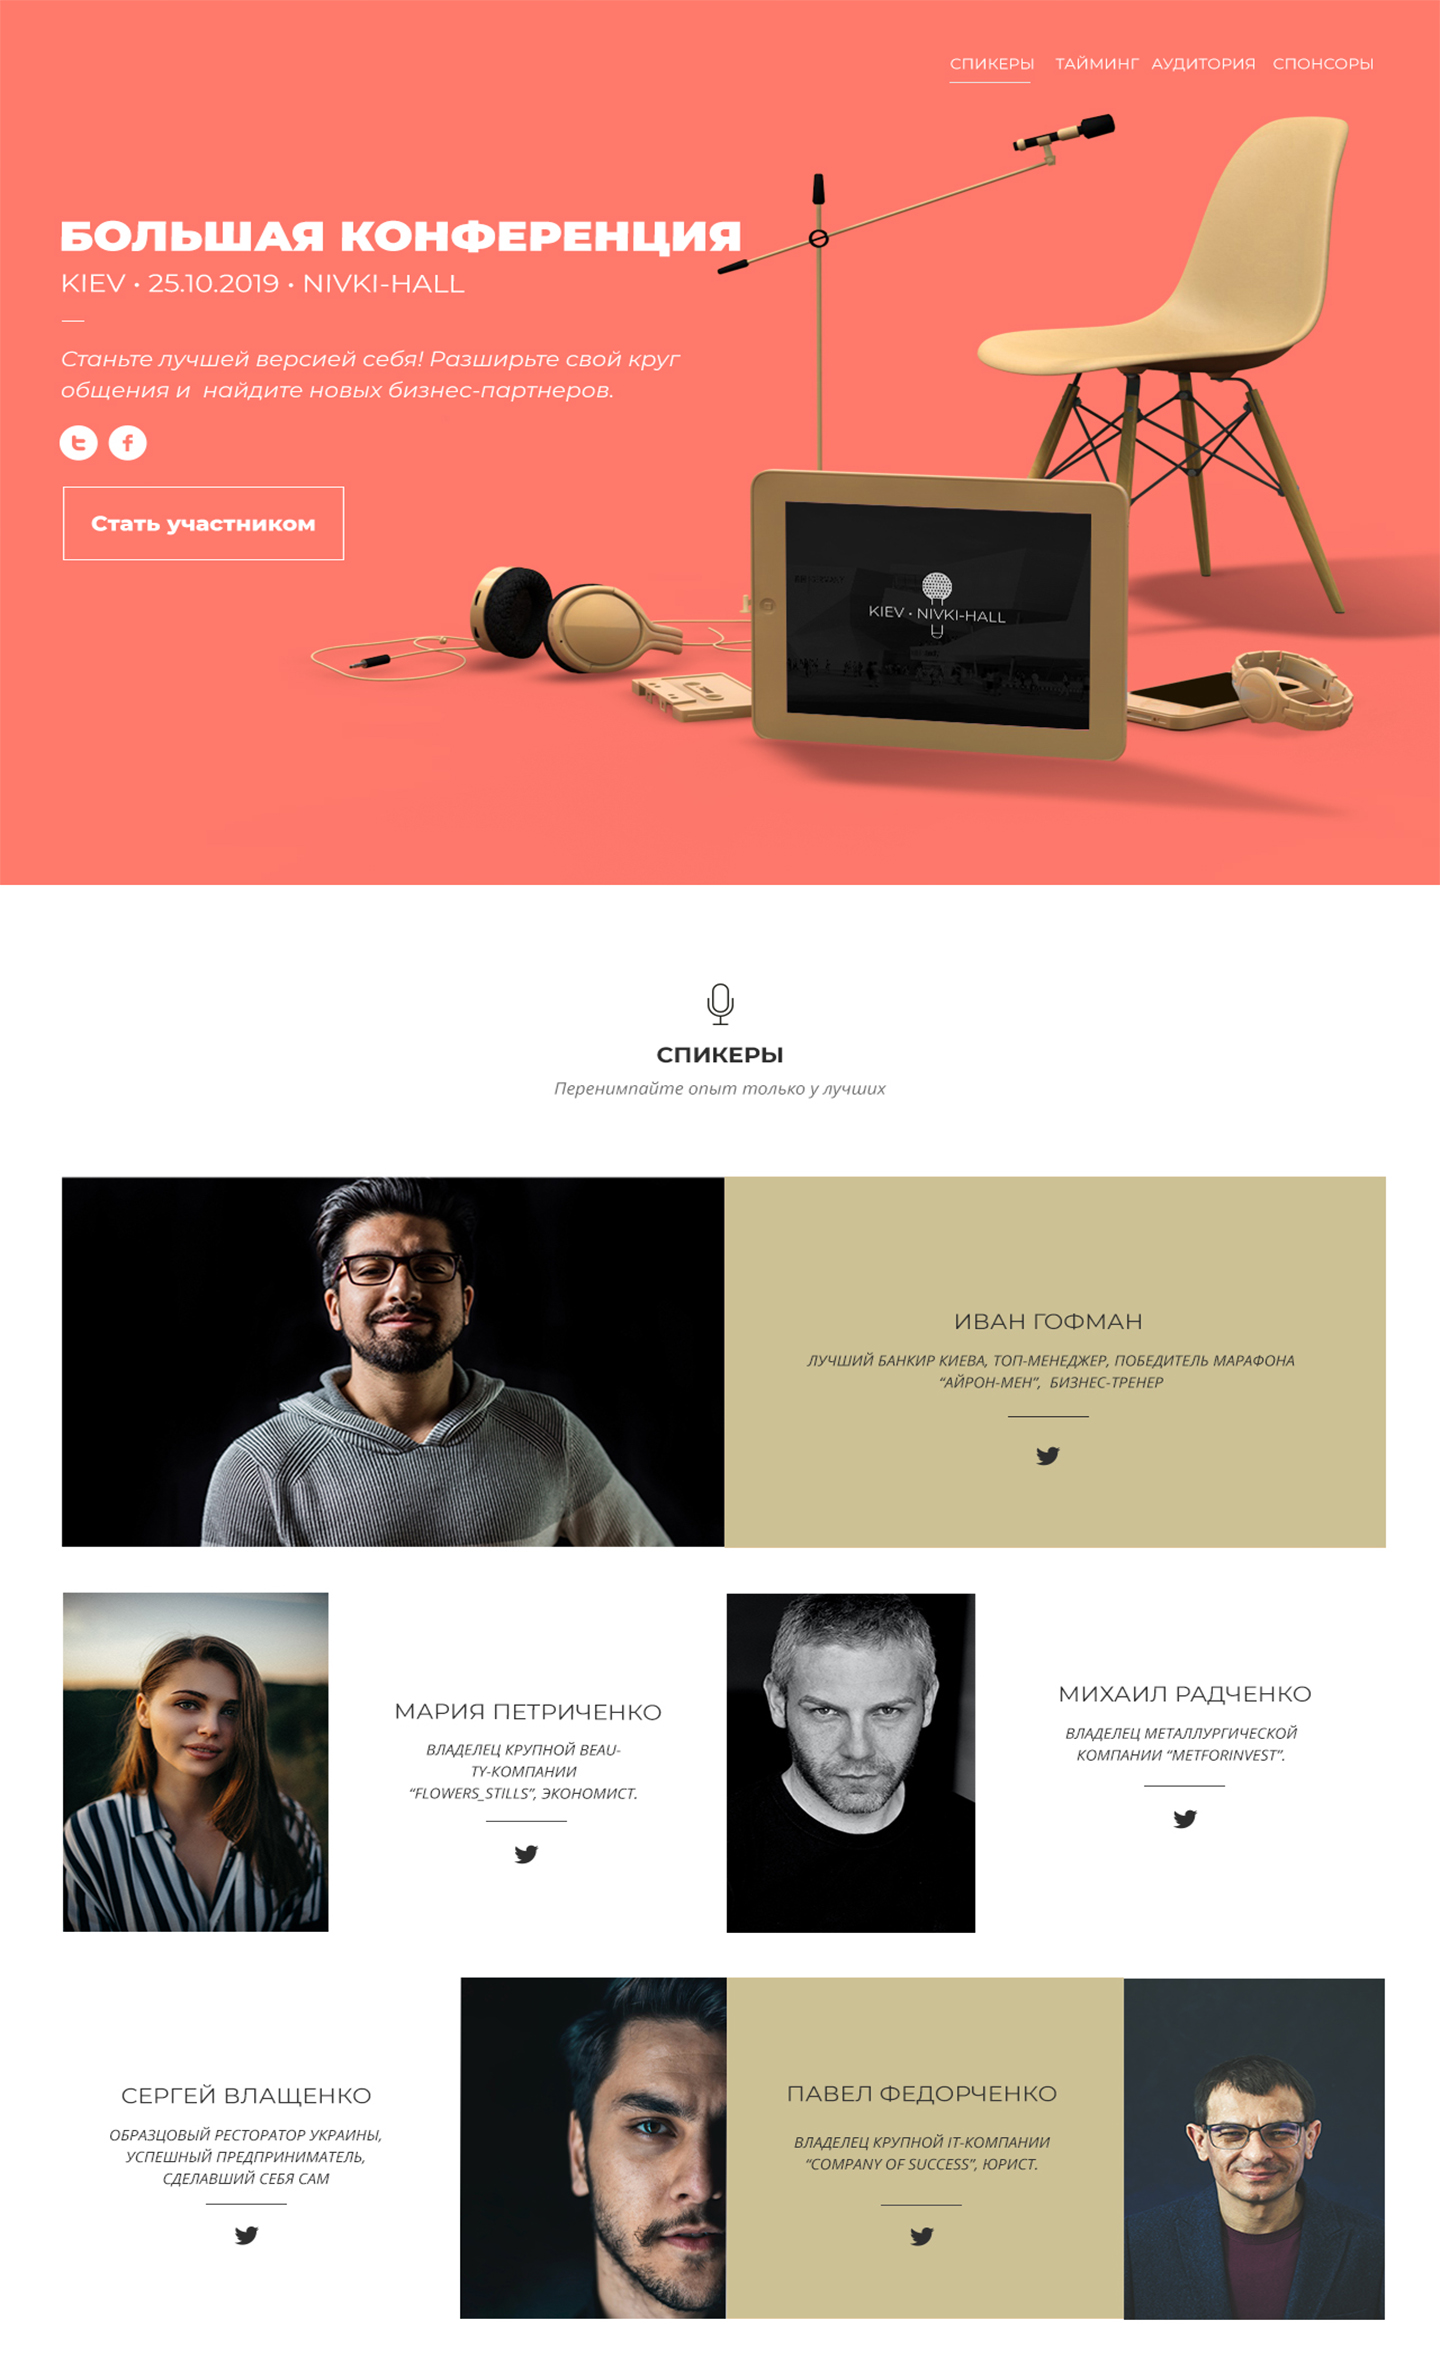 СПИКЕРЫ ТАЙМИНГ АУДИТОРИЯ СПОНСОРЫ
БОЛЬШАЯ КОНФЕРЕНЦИЯ
KIEV • 25.10.2019 • NIVKI-HALL
Станьте лучшей версией себя! Разширьте свой круг
общения и найдите новых бизнес-партнеров.
Стать участником
KIEV • NIVKI-HALL
СПИКЕРЫ
Перенимпайте опыт только у лучших
ИВАН ГОФМАН
ЛУЧШИЙ БАНКИР КИЕВА, ТОП-МЕНЕДЖЕР, ПОБЕДИТЕЛЬ МАРАФОНА
“АЙРОН-МЕН”, БИЗНЕС-ТРЕНЕР
МАРИЯ ПЕТРИЧЕНКО
ВЛАДЕЛЕЦ КРУПНОЙ BEAU-
TY-КОМПАНИИ
“FLOWERS_STILLS”, ЭКОНОМИСТ.
МИХАИЛ РАДЧЕНКО
ВЛАДЕЛЕЦ МЕТАЛЛУРГИЧЕСКОЙ
КОМПАНИИ “METFORINVEST”.
СЕРГЕЙ ВЛАЩЕНКО
ОБРАЗЦОВЫЙ РЕСТОРАТОР УКРАИНЫ,
УСПЕШНЫЙ ПРЕДПРИНИМАТЕЛЬ,
СДЕЛАВШИЙ СЕБЯ САМ
ПАВЕЛ ФЕДОРЧЕНКО
ВЛАДЕЛЕЦ КРУПНОЙ IT-КОМПАНИИ
“COMPANY OF SUCCESS”, ЮРИСТ.